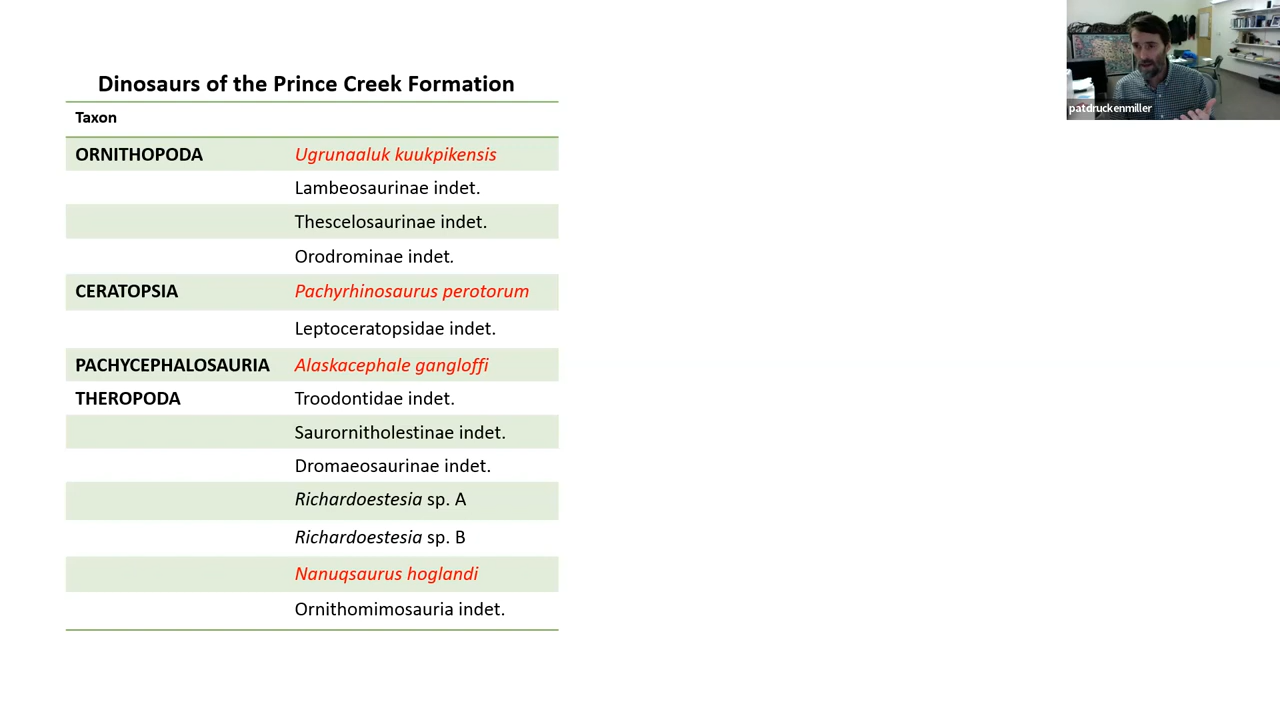 Dinosaurs of the Prince Creek Formation
Taxon
ORNITHOPODA Ugrunaaluk kuukpikensis
Lambeosaurinae indet.
Thescelosaurinae indet.
Orodrominae indet.
CERATOPSIA Pachyrhinosaurus perotorum
Leptoceratopsidae indet.
PACHYCEPHALOSAURIA Alaskacephale gangloffi
THEROPODA Troodontidae indet.
Saurornitholestinae indet.
Dromaeosaurinae indet.
Richardoestesia sp. A
Richardoestesia sp. B
Nanuqsaurus hoglandi
Ornithomimosauria indet.
patdruckenmiller